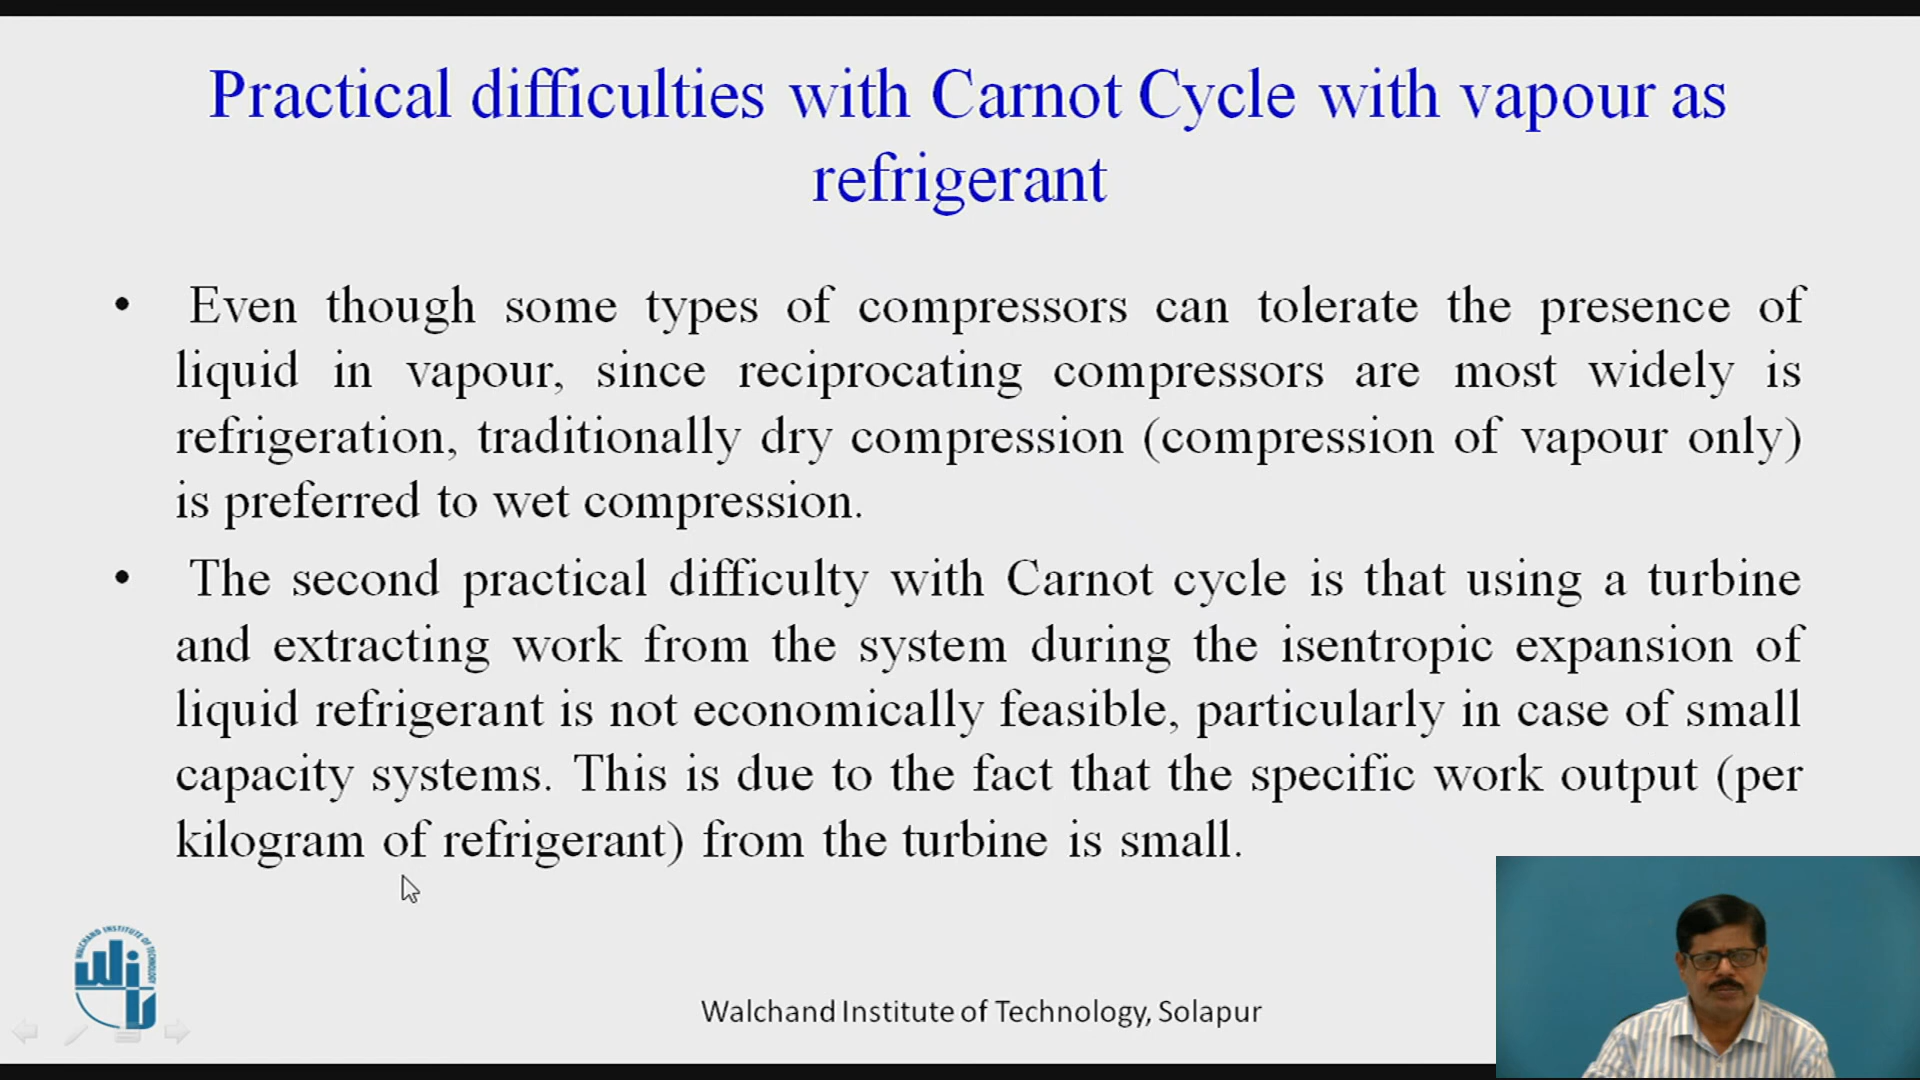 Practical difficulties with Carnot Cycle with vapour as
refrigerant
• Even though some types of compressors can tolerate the presence of
liquid in vapour, since reciprocating compressors are most widely is
refrigeration, traditionally dry compression (compression of vapour only)
is preferred to wet compression.
• The second practical difficulty with Carnot cycle is that using a turbine
and extracting work from the system during the isentropic expansion of
liquid refrigerant is not economically feasible, particularly in case of small
capacity systems. This is due to the fact that the specific work output (per
kilogram of refrigerant) from the turbine is small.
WALCHAND INSTITUTE OF TECHNOLOGY
wit
Walchand Institute of Technology, Solapur